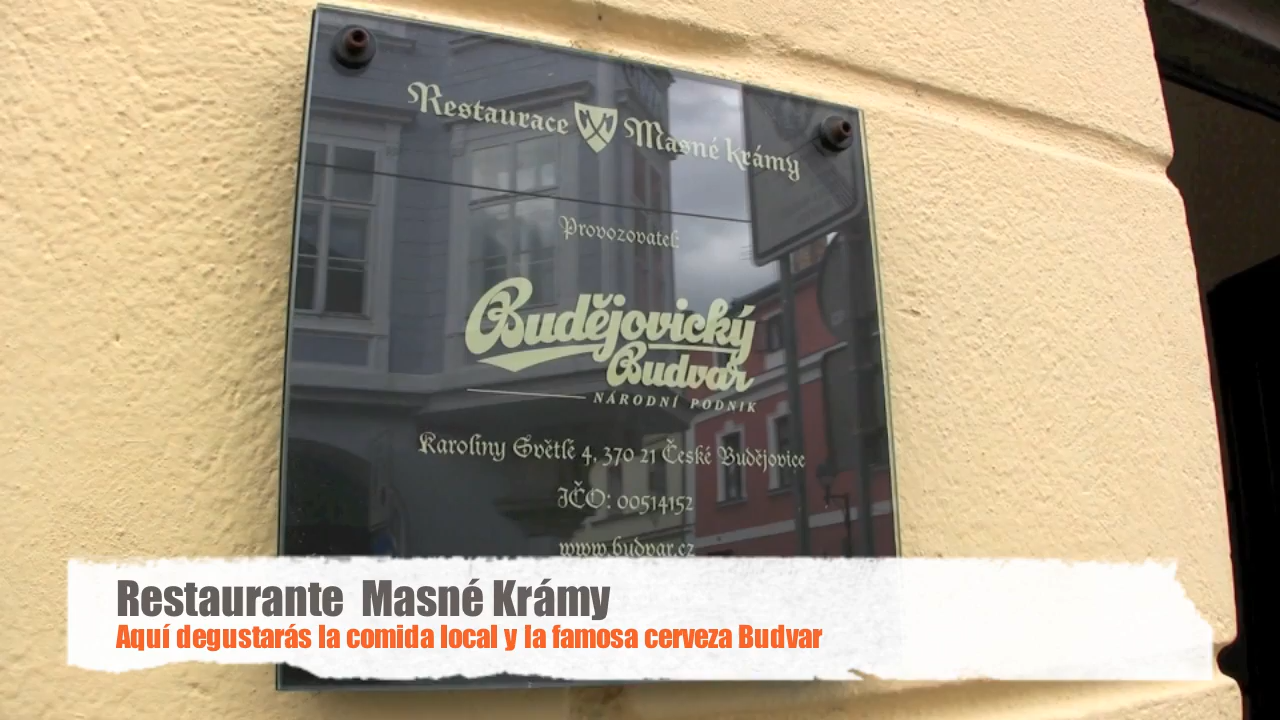 Restaurace Masné krámy
Provozovatel:
Budějovický
Budvar
NÁRODNÍ PODNIK
Karoliny Světlé 4, 370 21 České Budějovice
IČO: 00514152
www.budvar.cz
Restaurante Masné Krámy
Aquí degustarás la comida local y la famosa cerveza Budvar